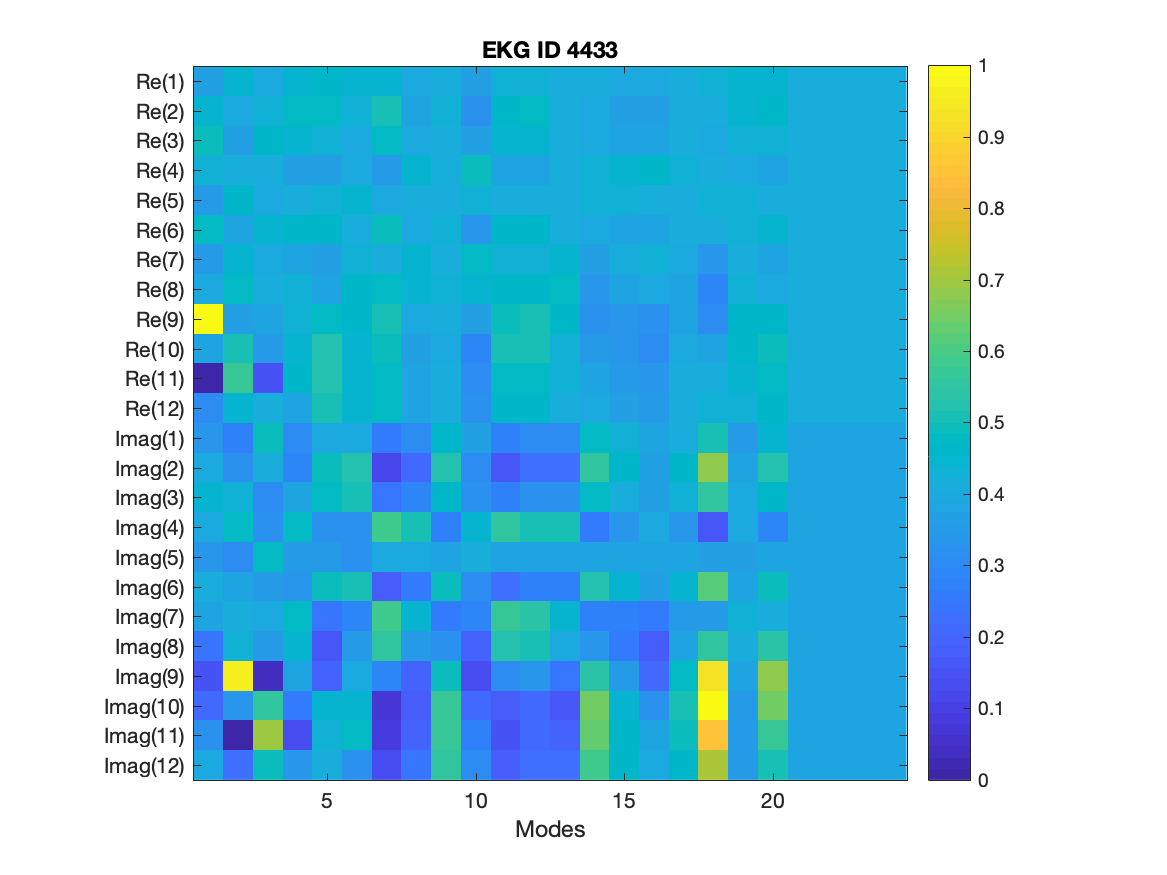 EKG ID 4433
Re(1)
Re(2)
Re(3)
Re(4)
Re(5)
Re(6)
Re(7)
Re(8)
Re(9)
Re(10)
Re(11)
Re(12)
Imag(1)
Imag(2)
Imag(3)
Imag(4)
Imag(5)
Imag(6)
Imag(7)
Imag(8)
Imag(9)
Imag(10)
Imag(11)
Imag(12)
5 10 15 20
Modes
1
0.9
0.8
0.7
0.6
0.5
0.4
0.3
0.2
0.1
0